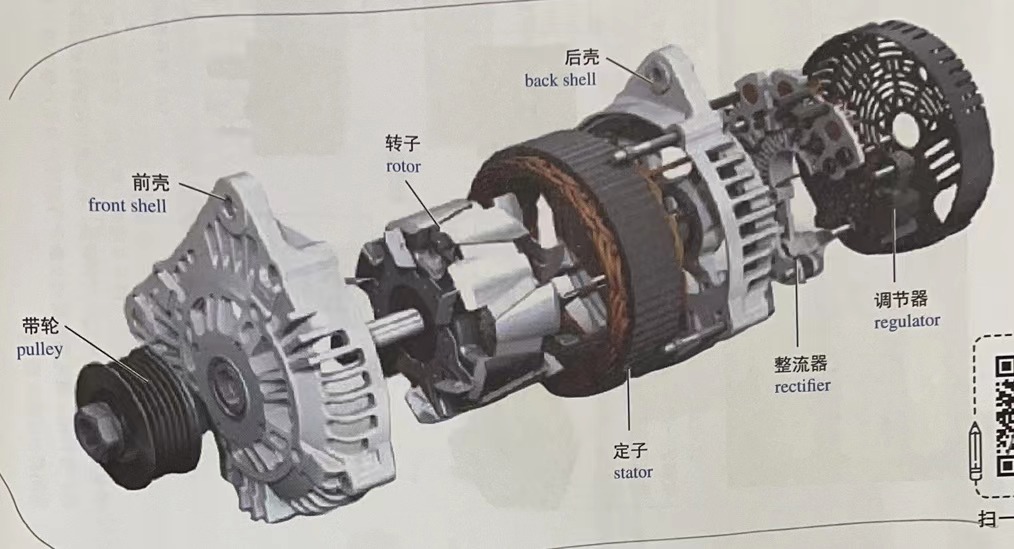 后壳
back shell
转子
rotor
前壳
front shell
带轮
pulley
调节器
regulator
整流器
rectifier
定子
stator
扫一